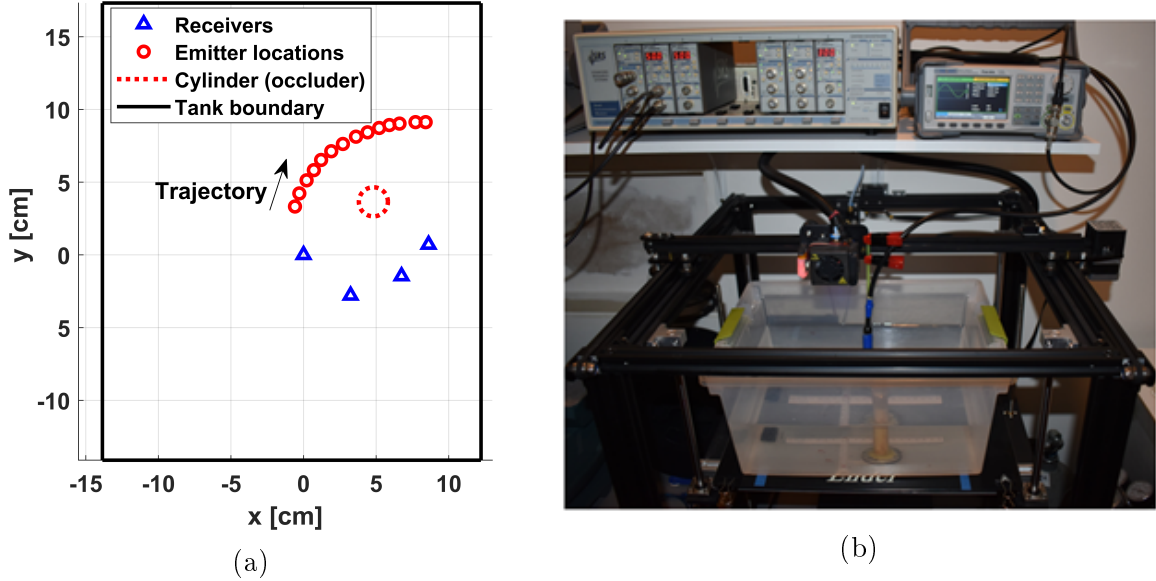 Receivers
Emitter locations
Cylinder (occluder)
Tank boundary
Trajectory
15
10
5
0
5
-10
y [cm]
-15
-10
-5
0
5
10
x [cm]
(a)
SRS
Ender
(b)